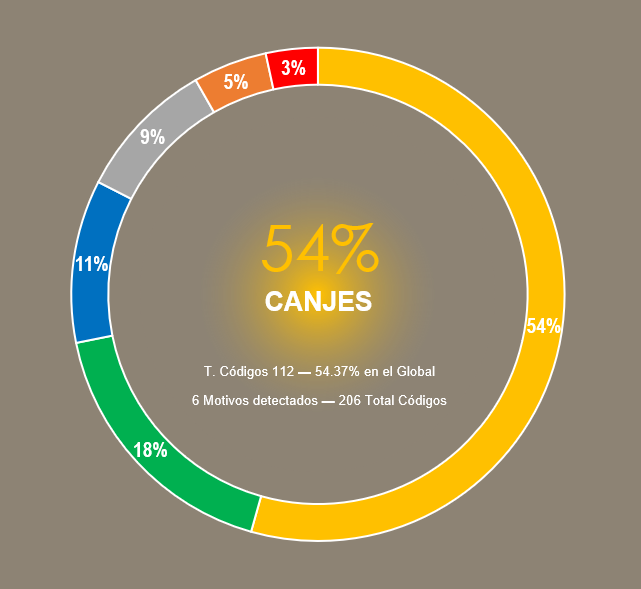 3%
5%
9%
54%
CANJES
11%
54%
T. Códigos 112 — 54.37% en el Global
6 Motivos detectados — 206 Total Códigos
18%